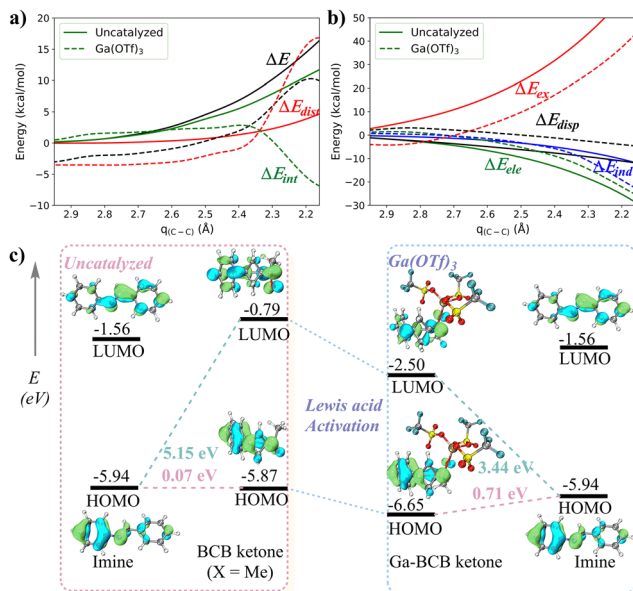 a)
Uncatalyzed
Ga(OTf)₃
ΔE
ΔE_dist
ΔE_int
Energy (kcal/mol)
20
15
10
5
0
−5
−10
2.9 2.8 2.7 2.6 2.5 2.4 2.3 2.2
q(C−C) (Å)
b)
Uncatalyzed
Ga(OTf)₃
ΔE_ex
ΔE_disp
ΔE_ele
ΔE_ind
Energy (kcal/mol)
50
40
30
20
10
0
−10
−20
−30
2.9 2.8 2.7 2.6 2.5 2.4 2.3 2.2
q(C−C) (Å)
c)
E
(eV)
Uncatalyzed
-1.56
LUMO
-0.79
LUMO
5.15 eV
0.07 eV
-5.94
HOMO
-5.87
HOMO
Imine
BCB ketone
(X = Me)
Lewis acid
Activation
Ga(OTf)₃
-2.50
LUMO
-1.56
LUMO
3.44 eV
0.71 eV
-6.65
HOMO
-5.94
HOMO
Ga-BCB ketone
Imine